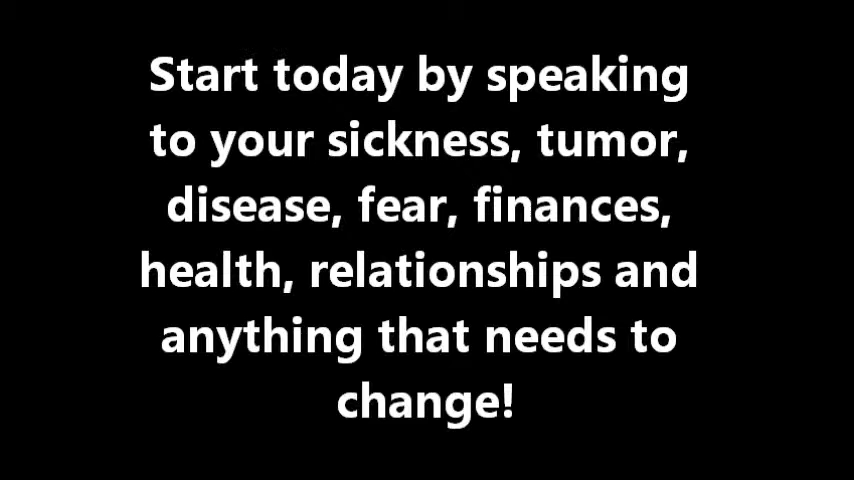 Start today by speaking
to your sickness, tumor,
disease, fear, finances,
health, relationships and
anything that needs to
change!